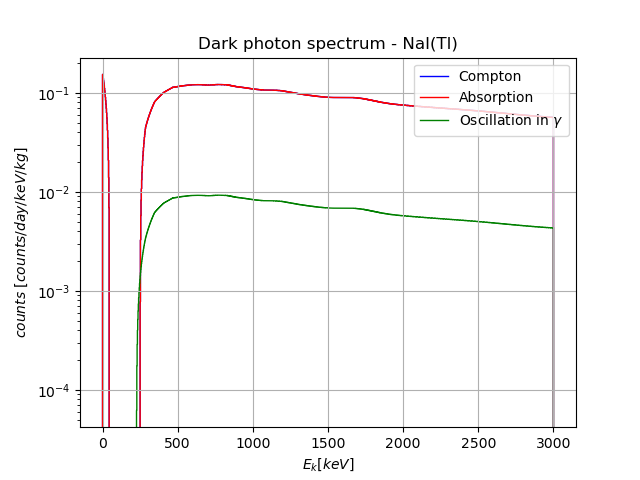 Dark photon spectrum - NaI(Tl)
Compton
Absorption
Oscillation in γ
counts [counts/day/keV/kg]
10⁻¹
10⁻²
10⁻³
10⁻⁴
0 500 1000 1500 2000 2500 3000
E_k[keV]